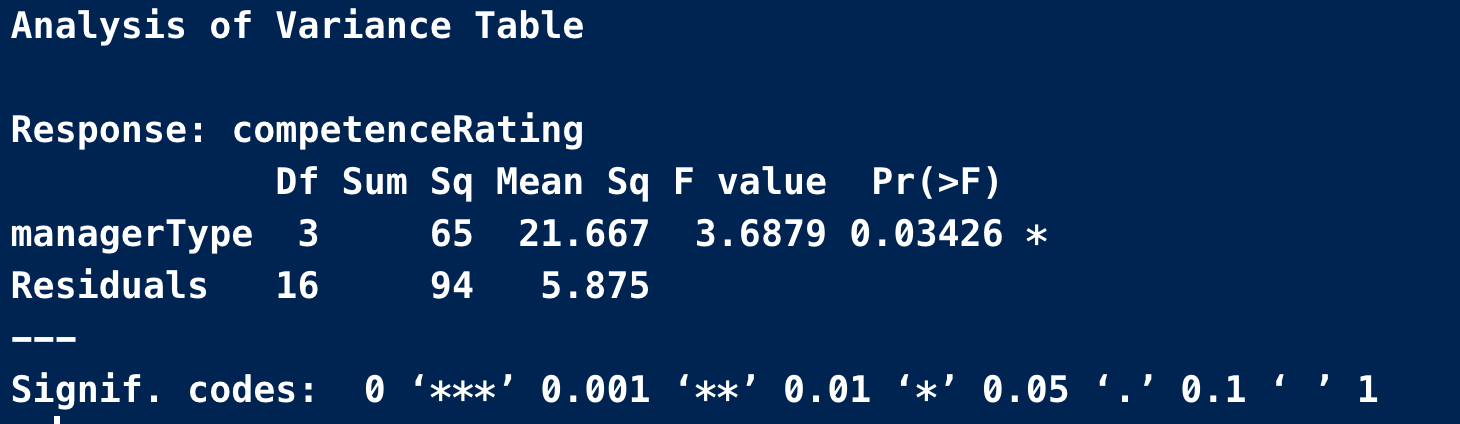 Analysis of Variance Table
Response: competenceRating
Df Sum Sq Mean Sq F value Pr(>F)
managerType 3 65 21.667 3.6879 0.03426 *
Residuals 16 94 5.875
---
Signif. codes: 0 ‘***’ 0.001 ‘**’ 0.01 ‘*’ 0.05 ‘.’ 0.1 ‘ ’ 1